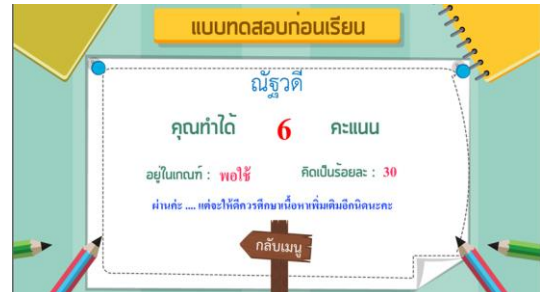 แบบทดสอบก่อนเรียน
ณัฐวดี
คุณทำได้ 6 คะแนน
อยู่ในเกณฑ์ : พอใช้ คิดเป็นร้อยละ : 30
ผ่านค่ะ .... แต่จะให้ดีควรศึกษาเนื้อหาเพิ่มเติมอีกนิดนะคะ
กลับเมนู